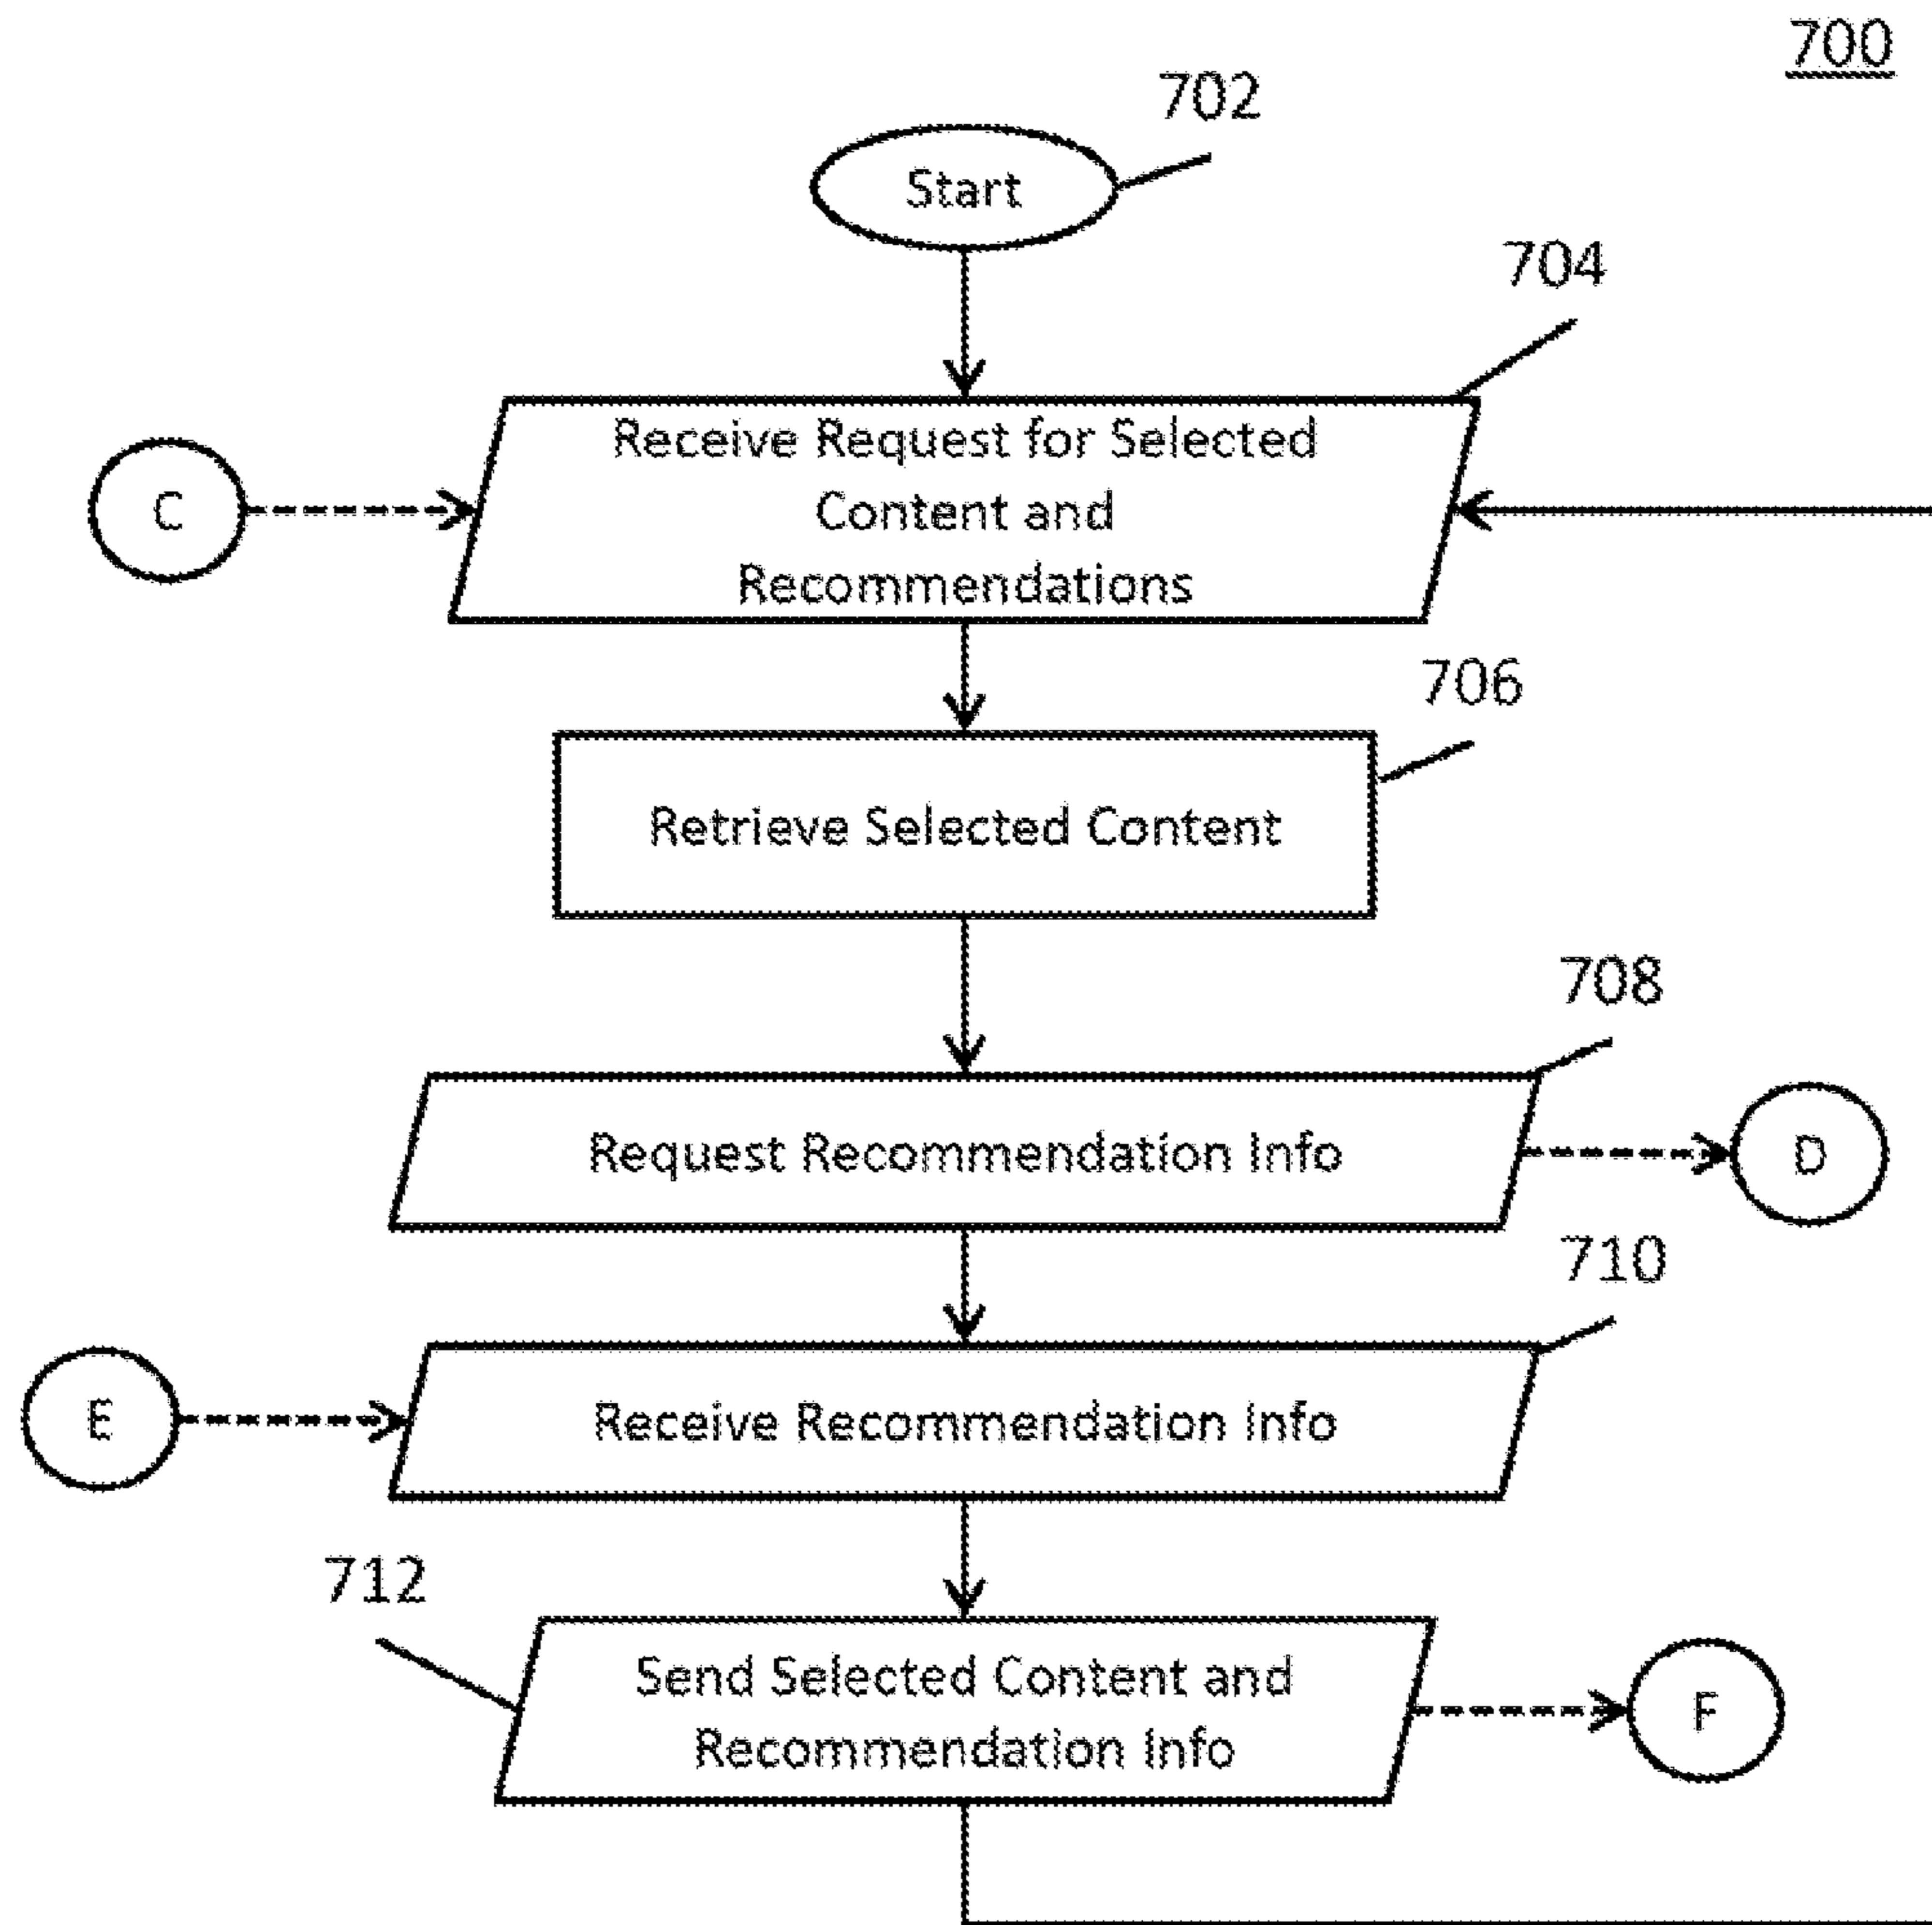 700
702
Start
704
Receive Request for Selected
Content and
Recommendations
C
706
Retrieve Selected Content
708
Request Recommendation Info
D
710
Receive Recommendation Info
E
712
Send Selected Content and
Recommendation Info
F